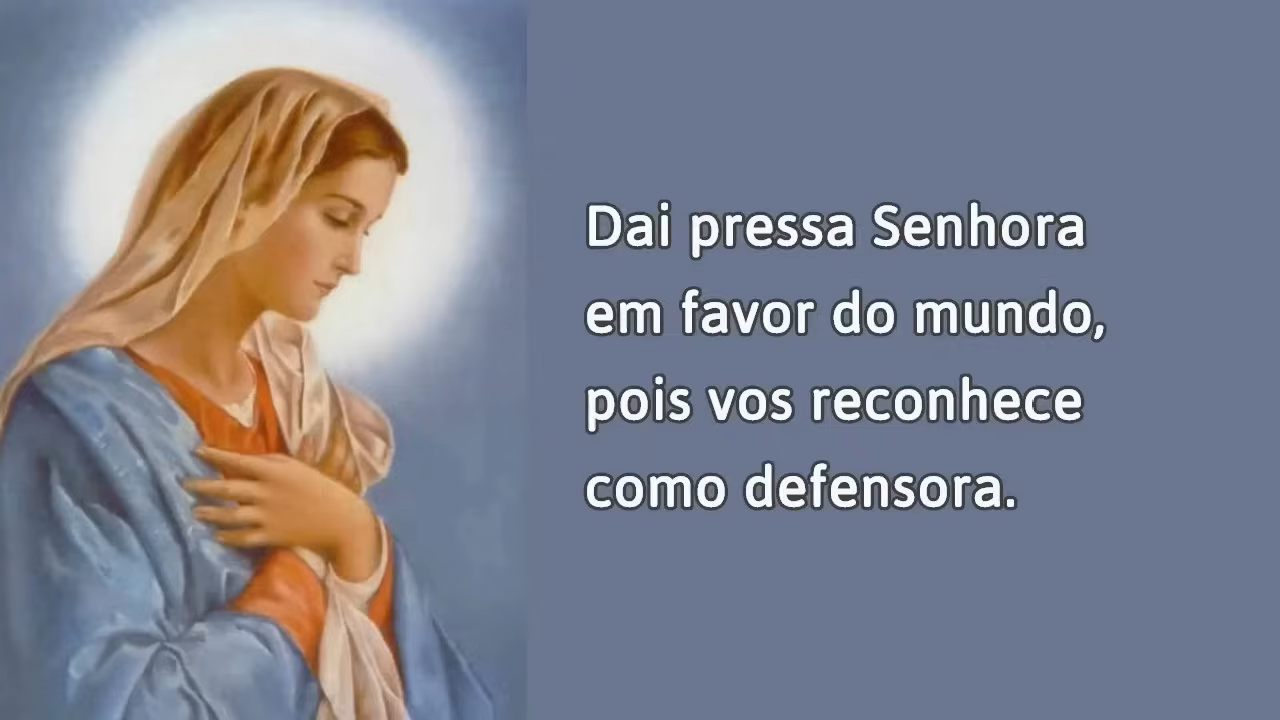 Dai pressa Senhora
em favor do mundo,
pois vos reconhece
como defensora.